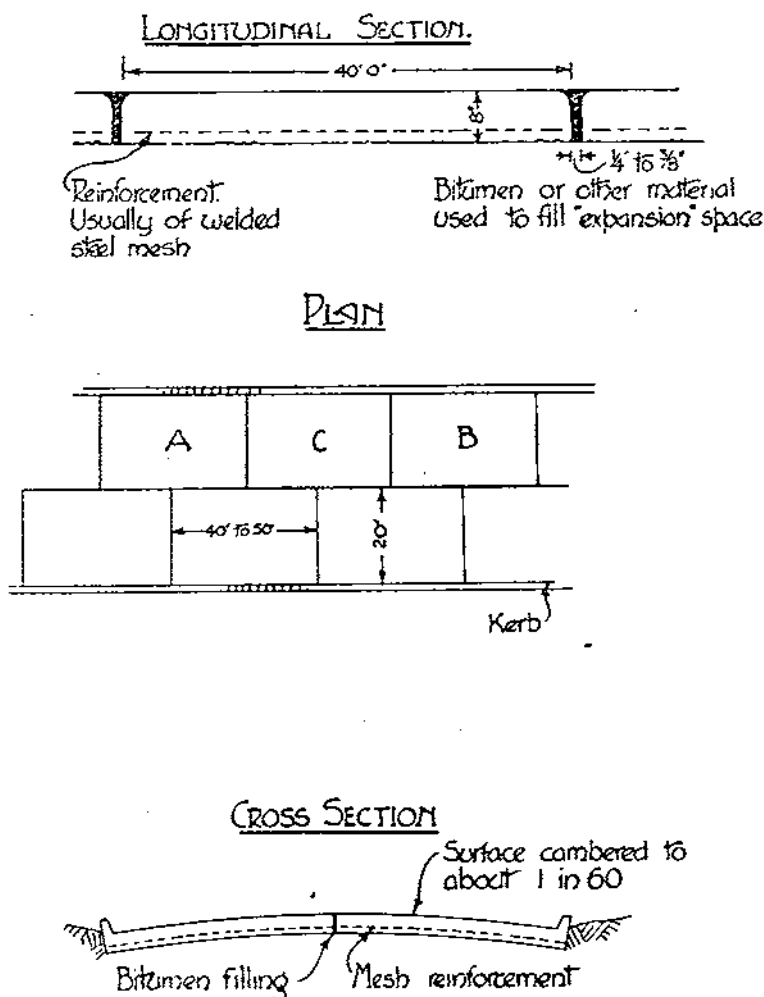 LONGITUDINAL SECTION.
40' 0"
8"
1/4" TO 3/8"
Reinforcement.
Usually of welded
steel mesh
Bitumen or other material
used to fill "expansion" space
PLAN
A
C
B
40' TO 50'
20'
Kerb
CROSS SECTION
Surface cambered to
about 1 in 60
Bitumen filling
Mesh reinforcement